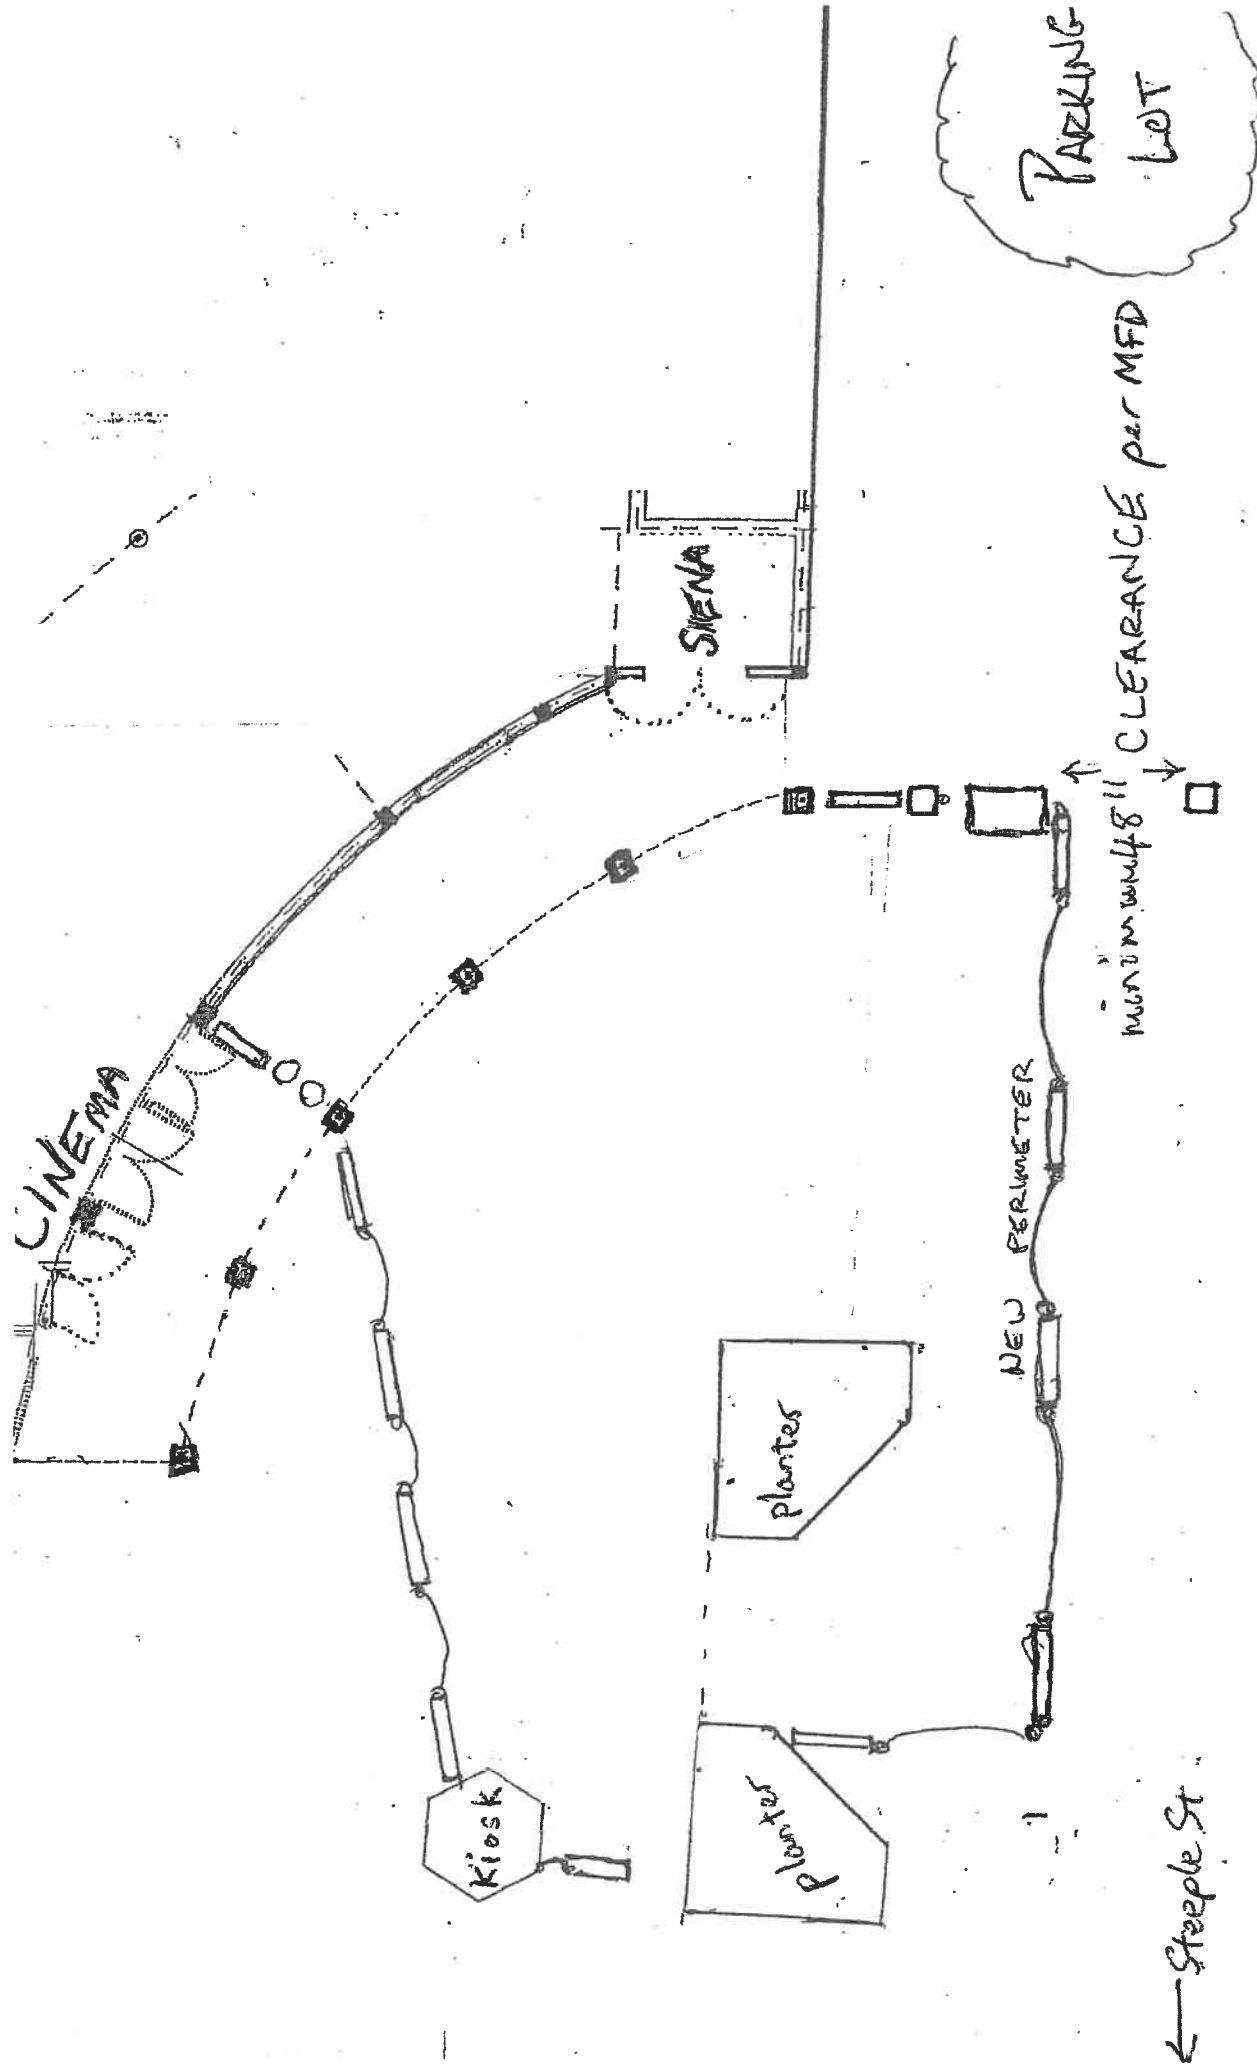 CINEMA
Kiosk
SIENA
Planter
planter
NEW PERIMETER
PARKING
LOT
minimum 48" CLEARANCE per MFD
← Steeple St